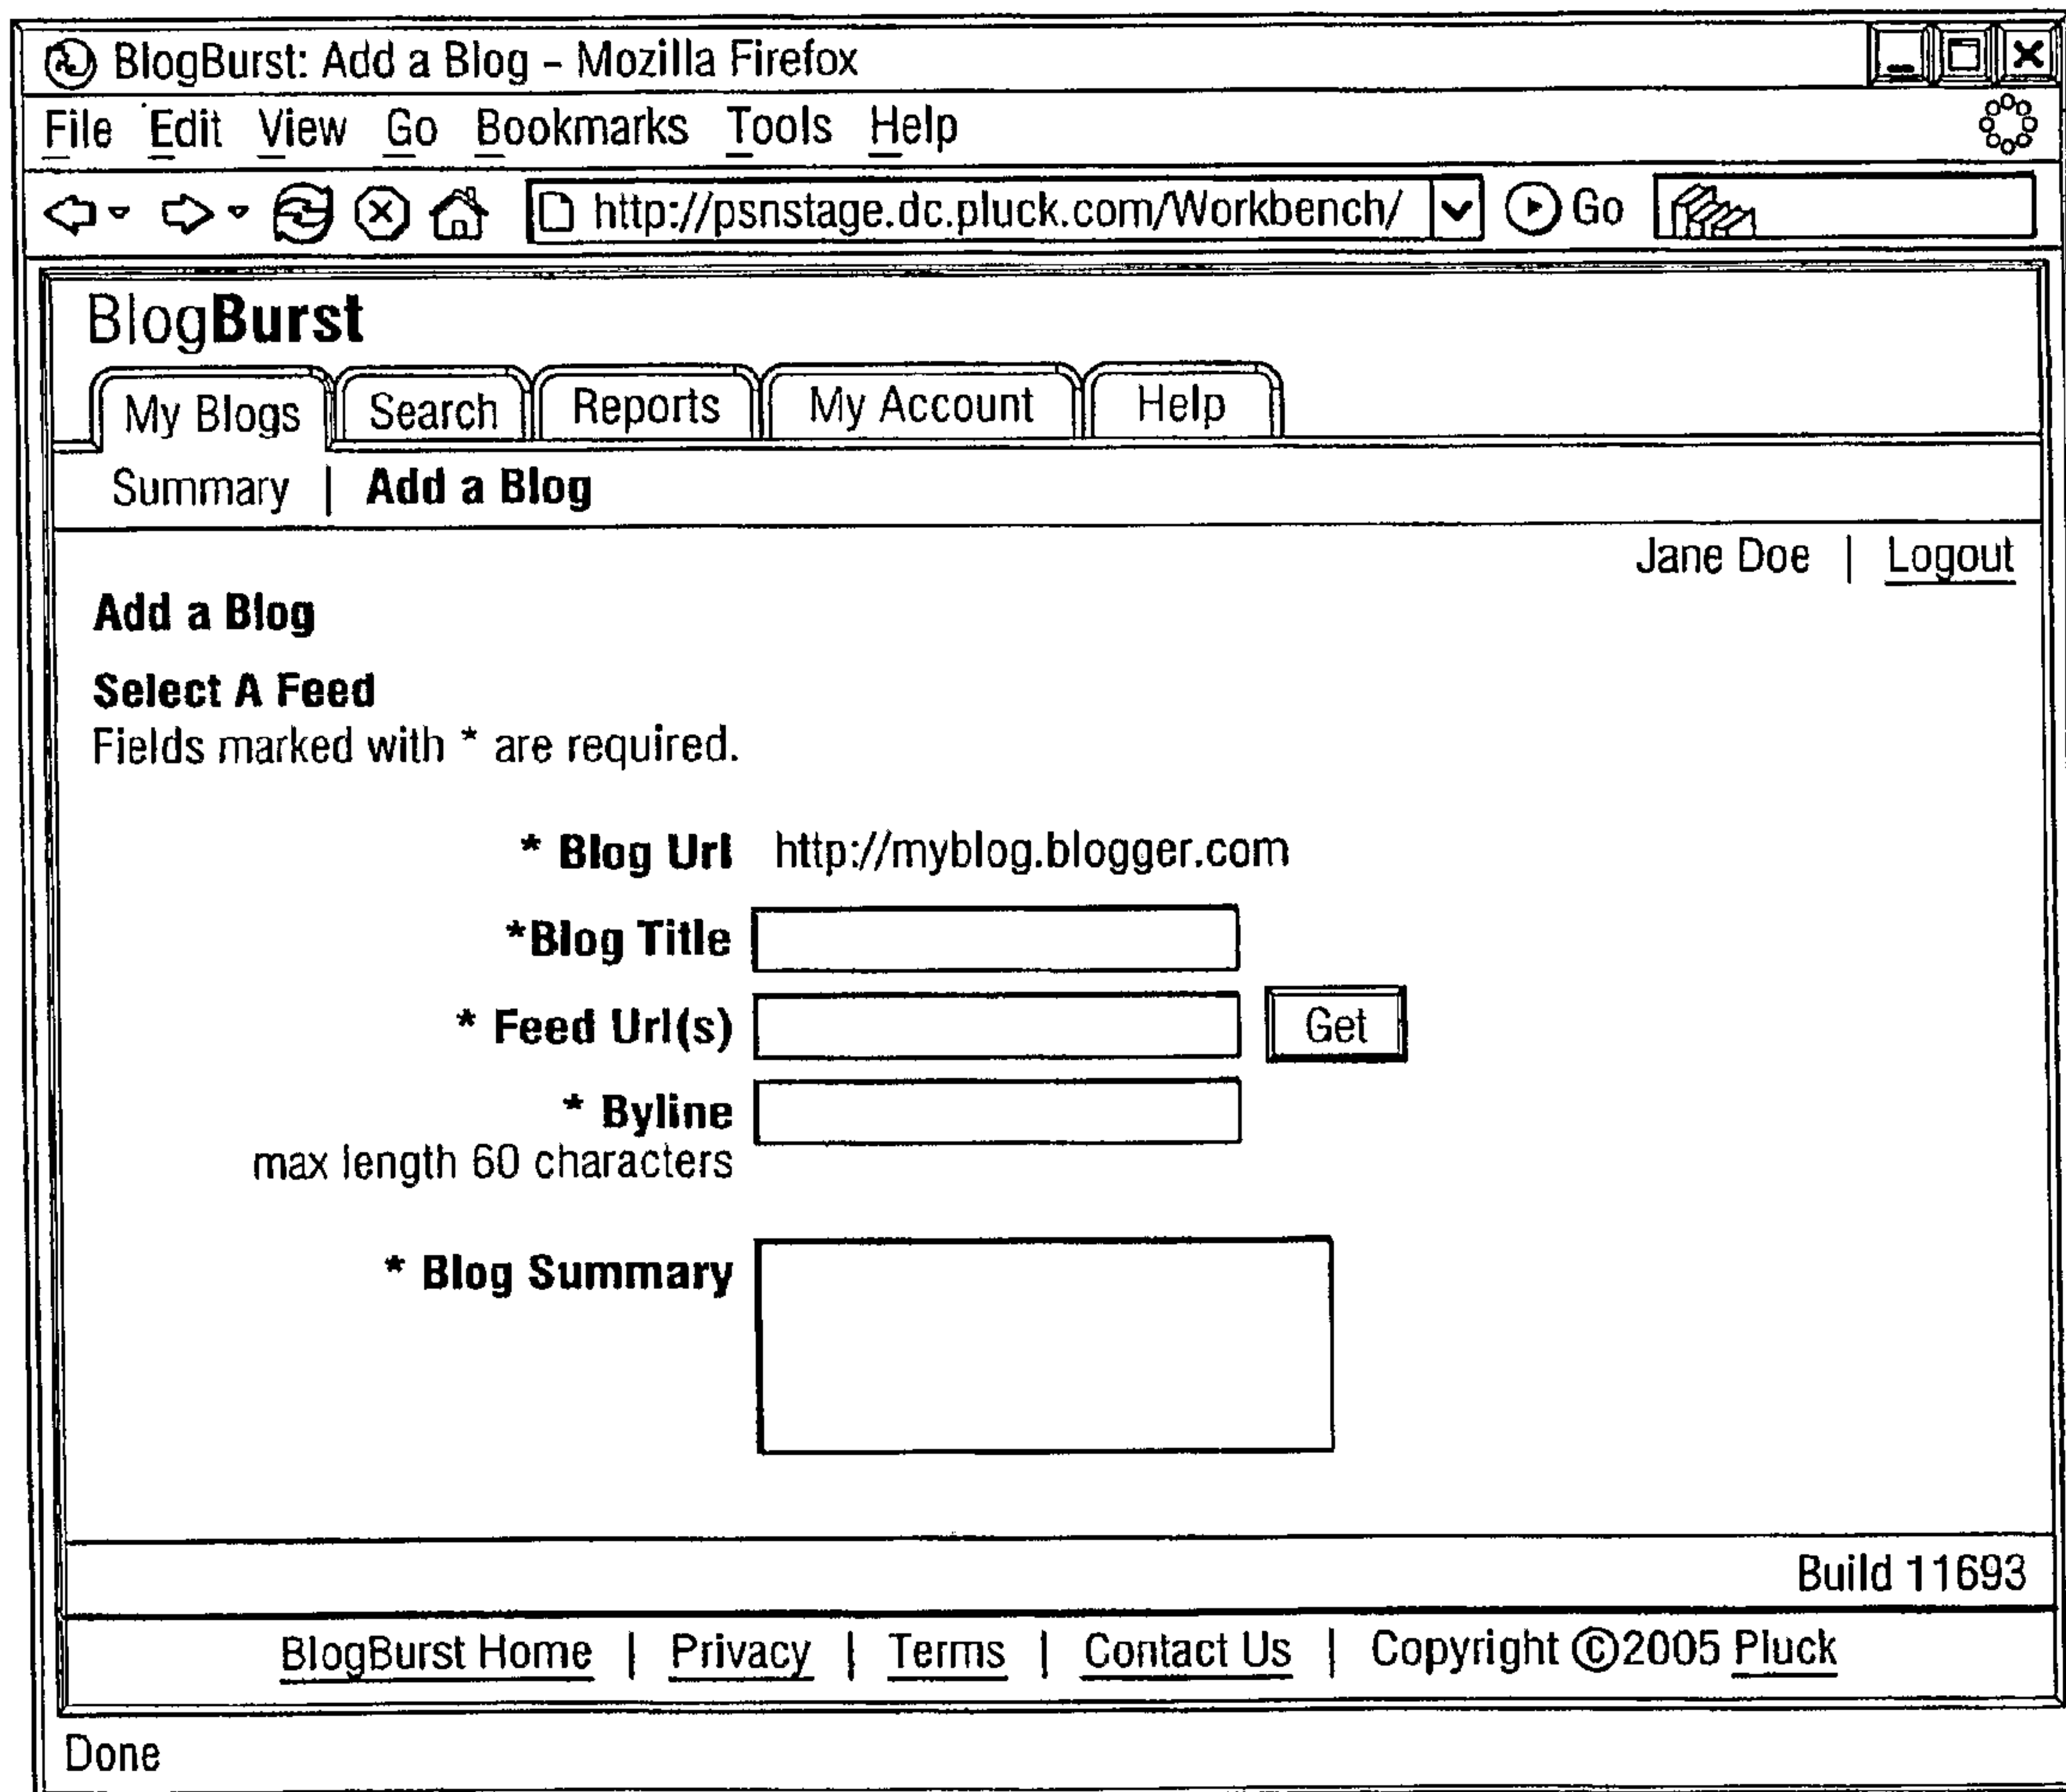 BlogBurst: Add a Blog – Mozilla Firefox
File Edit View Go Bookmarks Tools Help
http://psnstage.dc.pluck.com/Workbench/ Go
BlogBurst
My Blogs Search Reports My Account Help
Summary | Add a Blog
Jane Doe | Logout
Add a Blog
Select A Feed
Fields marked with * are required.
* Blog Url http://myblog.blogger.com
*Blog Title
* Feed Url(s) Get
* Byline
max length 60 characters
* Blog Summary
Build 11693
BlogBurst Home | Privacy | Terms | Contact Us | Copyright ©2005 Pluck
Done